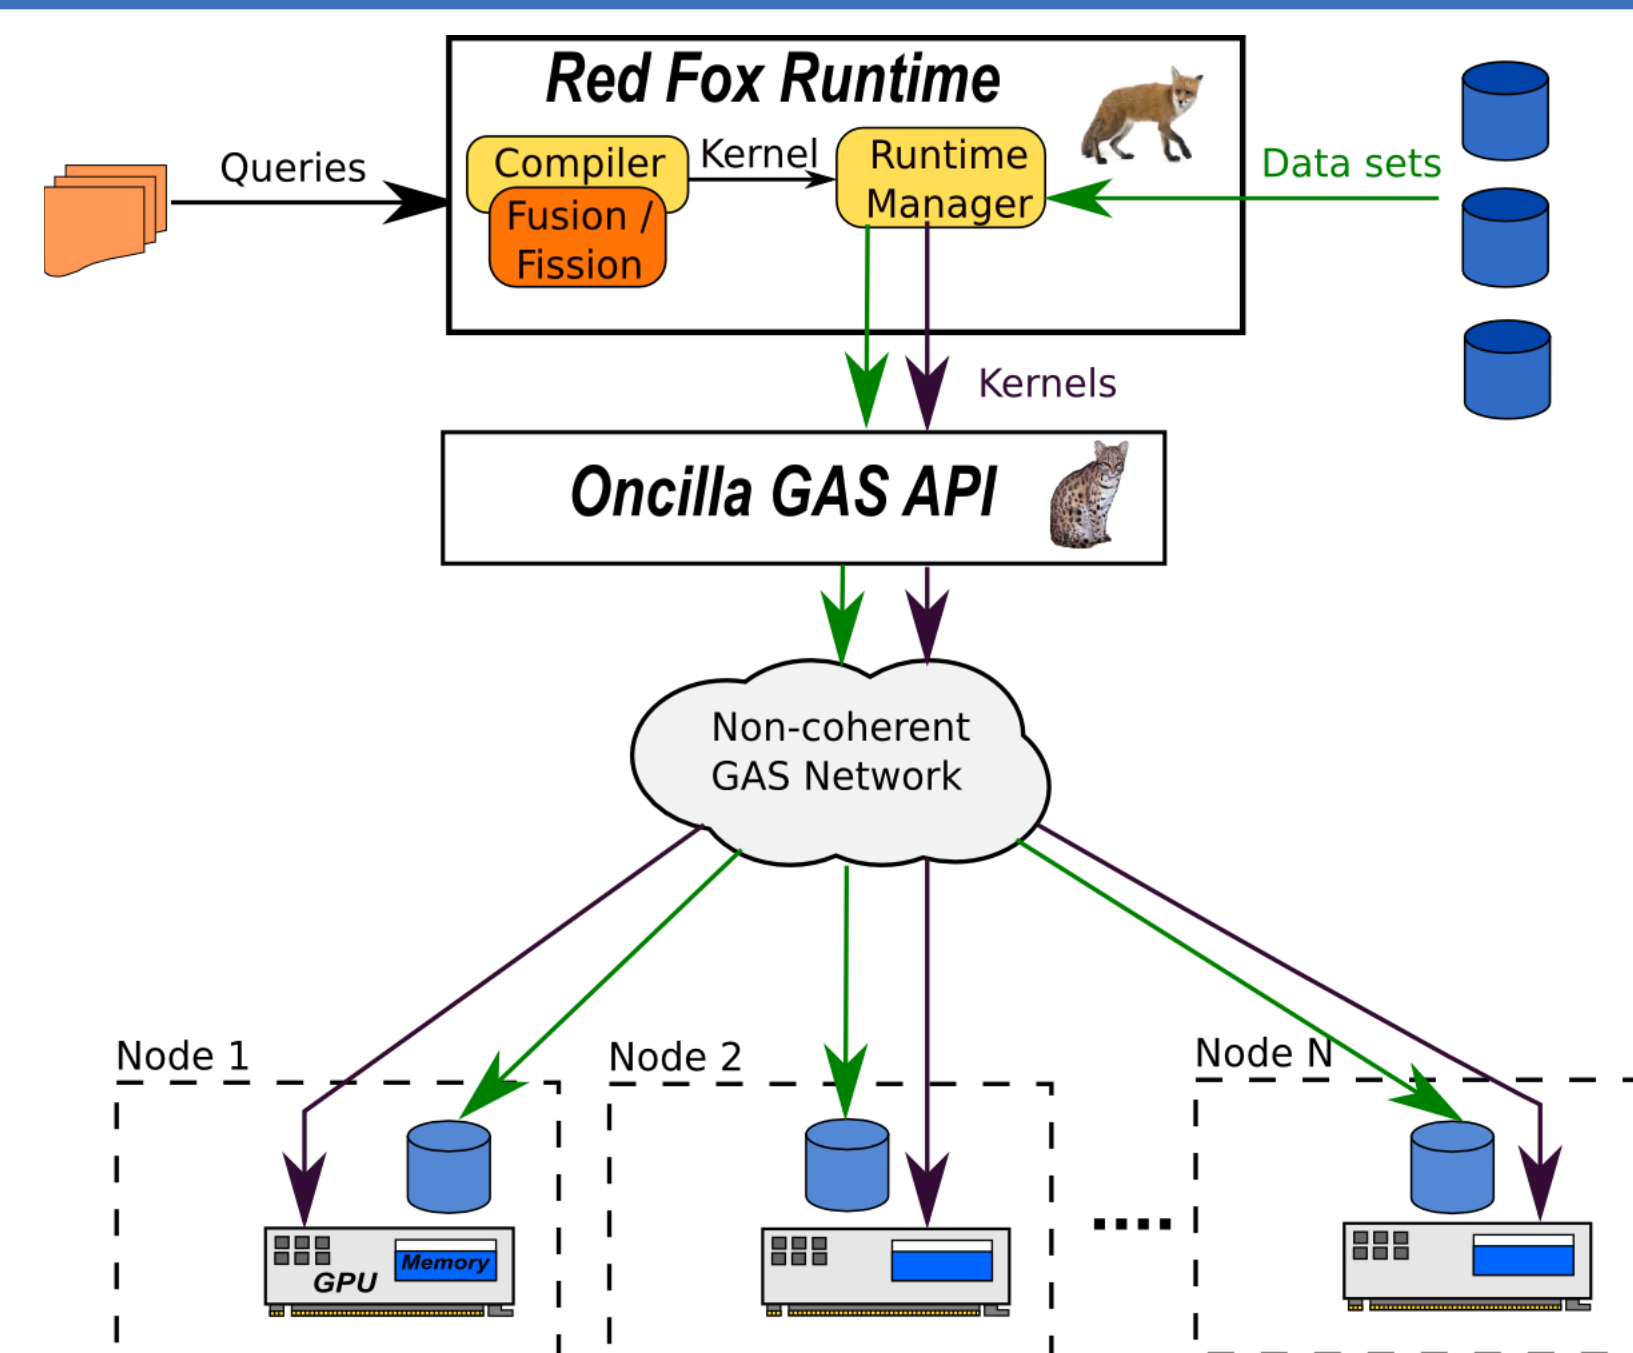 Red Fox Runtime
Queries
Compiler
Kernel
Runtime
Manager
Fusion /
Fission
Data sets
Kernels
Oncilla GAS API
Non-coherent
GAS Network
Node 1
Node 2
Node N
GPU
Memory